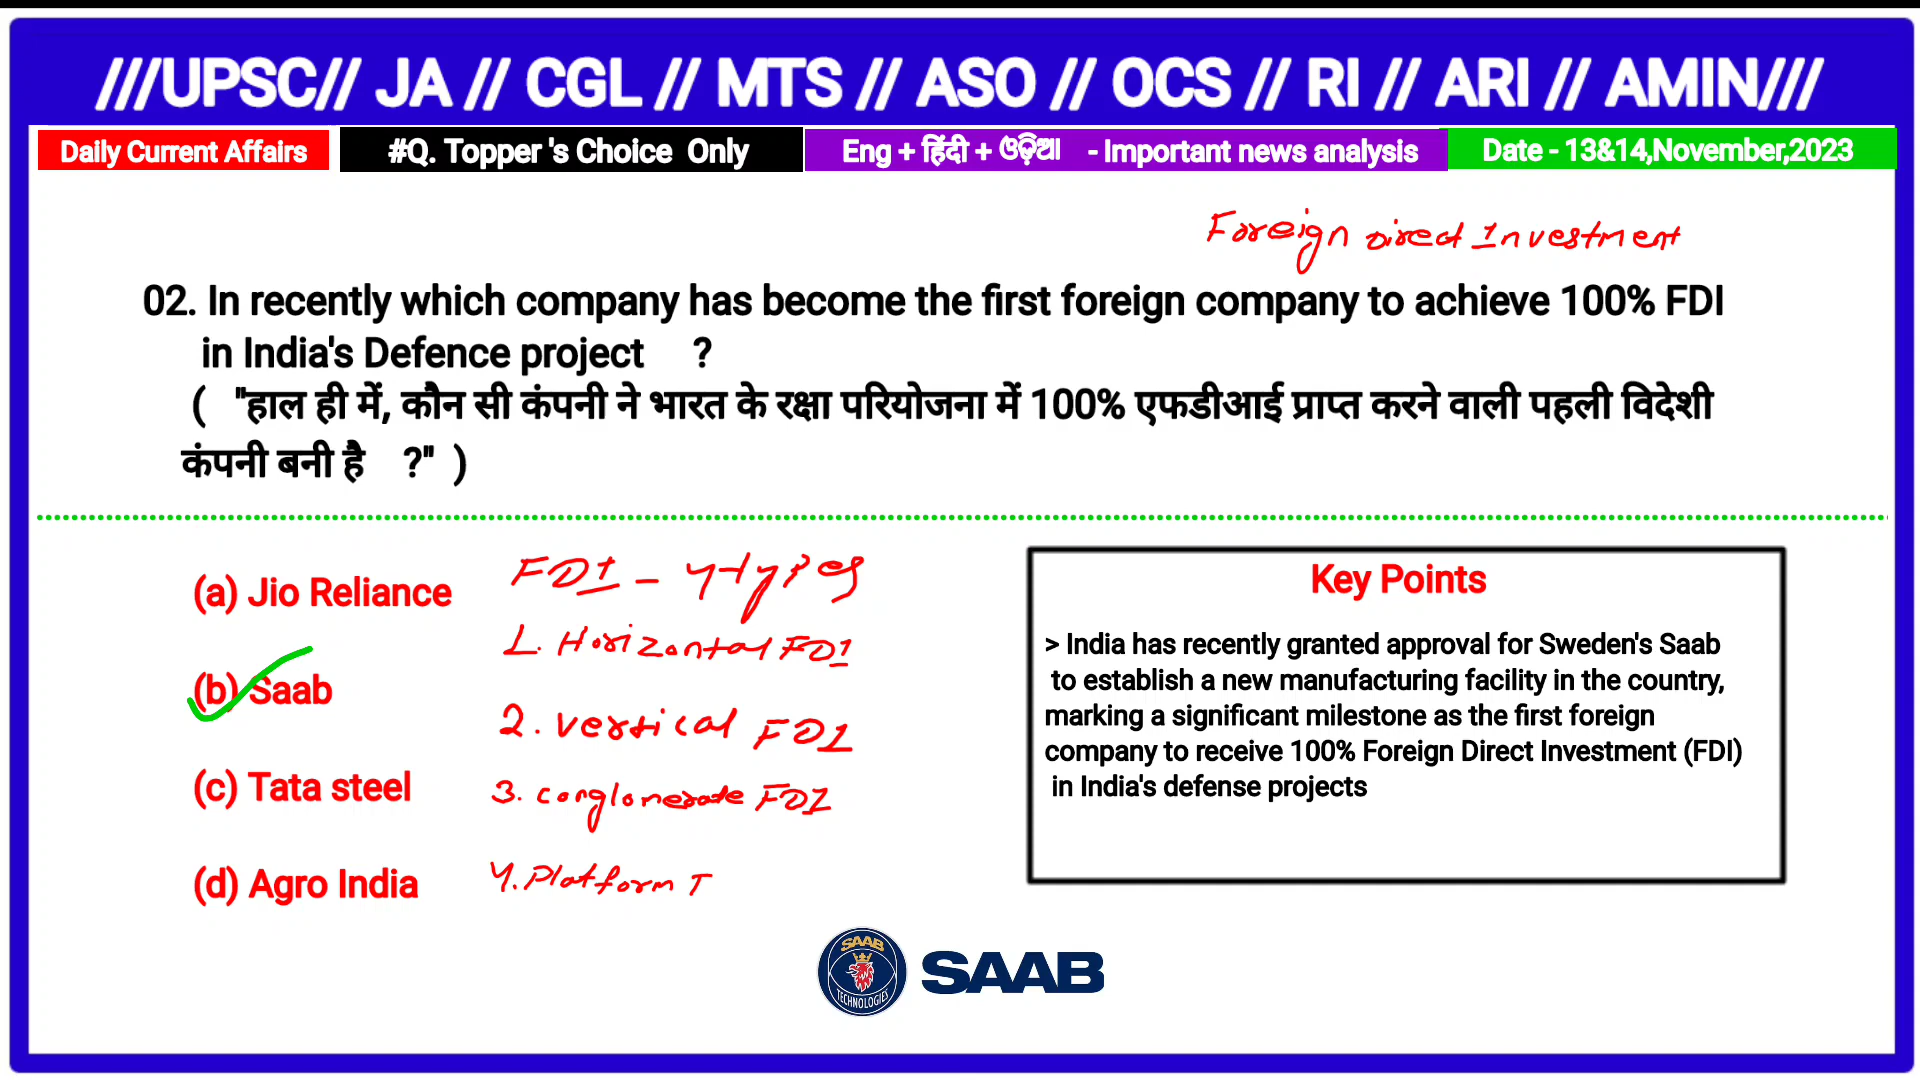 ///UPSC// JA // CGL // MTS // ASO // OCS // RI // ARI // AMIN///
Daily Current Affairs
#Q. Topper 's Choice Only
Eng + हिंदी + ଓଡ଼ିଆ - Important news analysis
Date - 13&14,November,2023
Foreign Direct Investment
02. In recently which company has become the first foreign company to achieve 100% FDI
in India's Defence project ?
( "हाल ही में, कौन सी कंपनी ने भारत के रक्षा परियोजना में 100% एफडीआई प्राप्त करने वाली पहली विदेशी
कंपनी बनी है ?" )
(a) Jio Reliance
(b) Saab
(c) Tata steel
(d) Agro India
FDI - 4 types
1. Horizontal FDI
2. vertical FDI
3. conglomerate FDI
4. Platform
Key Points
> India has recently granted approval for Sweden's Saab
to establish a new manufacturing facility in the country,
marking a significant milestone as the first foreign
company to receive 100% Foreign Direct Investment (FDI)
in India's defense projects
SAAB
TECHNOLOGIES
SAAB